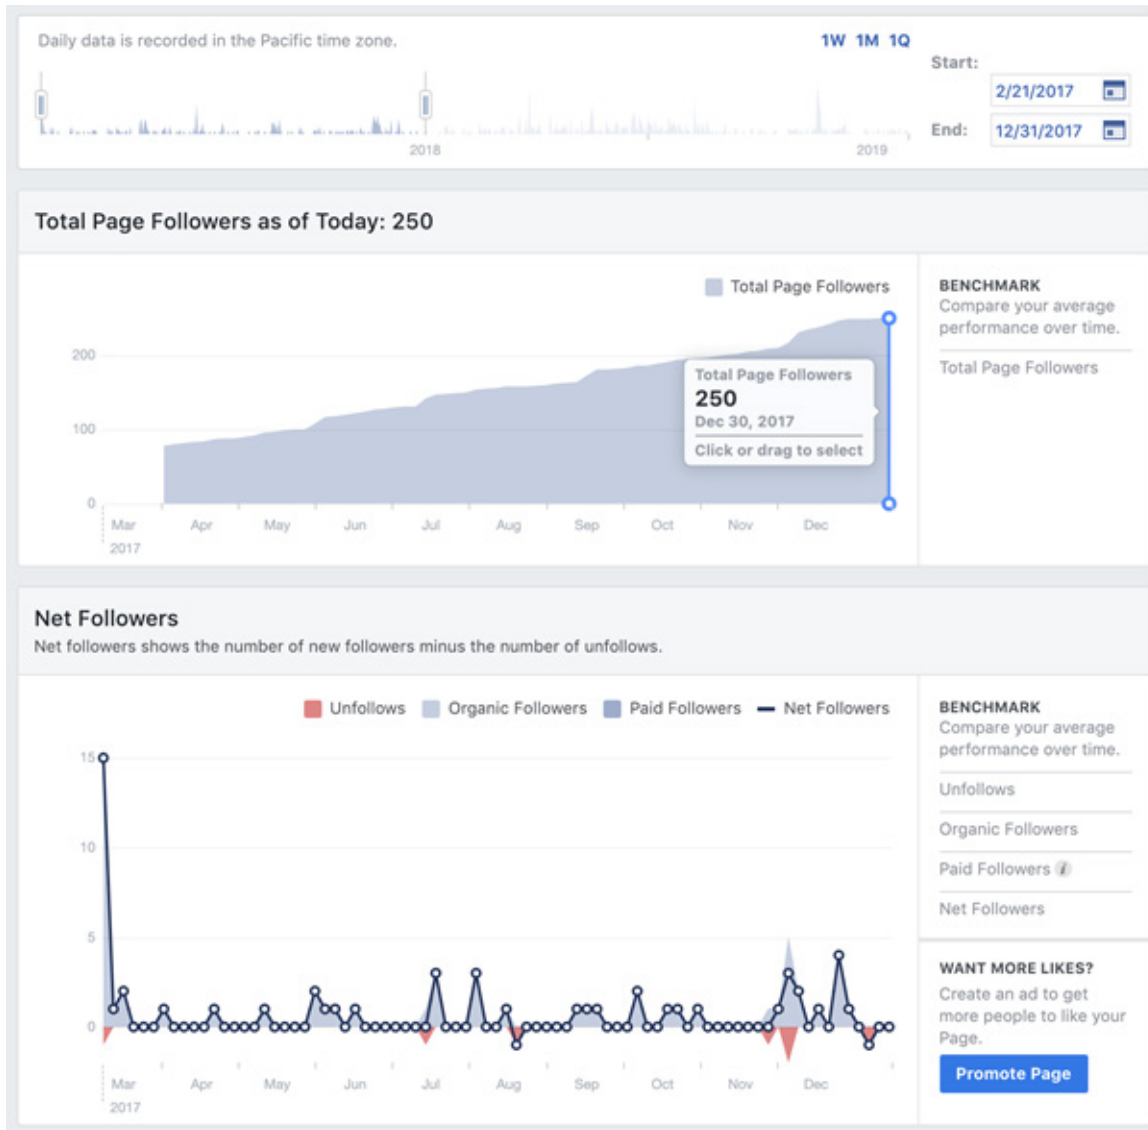 Daily data is recorded in the Pacific time zone.
1W 1M 1Q
Start:
2/21/2017
End:
12/31/2017
2018
2019
Total Page Followers as of Today: 250
Total Page Followers
200
100
0
Total Page Followers
250
Dec 30, 2017
Click or drag to select
Mar Apr May Jun Jul Aug Sep Oct Nov Dec
2017
BENCHMARK
Compare your average
performance over time.
Total Page Followers
Net Followers
Net followers shows the number of new followers minus the number of unfollows.
Unfollows Organic Followers Paid Followers Net Followers
15
10
5
0
Mar Apr May Jun Jul Aug Sep Oct Nov Dec
2017
BENCHMARK
Compare your average
performance over time.
Unfollows
Organic Followers
Paid Followers i
Net Followers
WANT MORE LIKES?
Create an ad to get
more people to like your
Page.
Promote Page